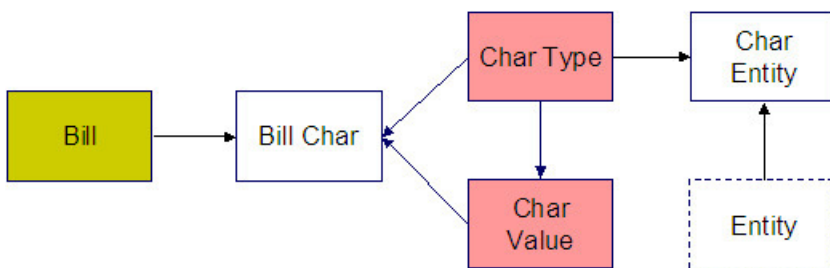 Char Type
Char
Entity
Bill
Bill Char
Char
Value
Entity